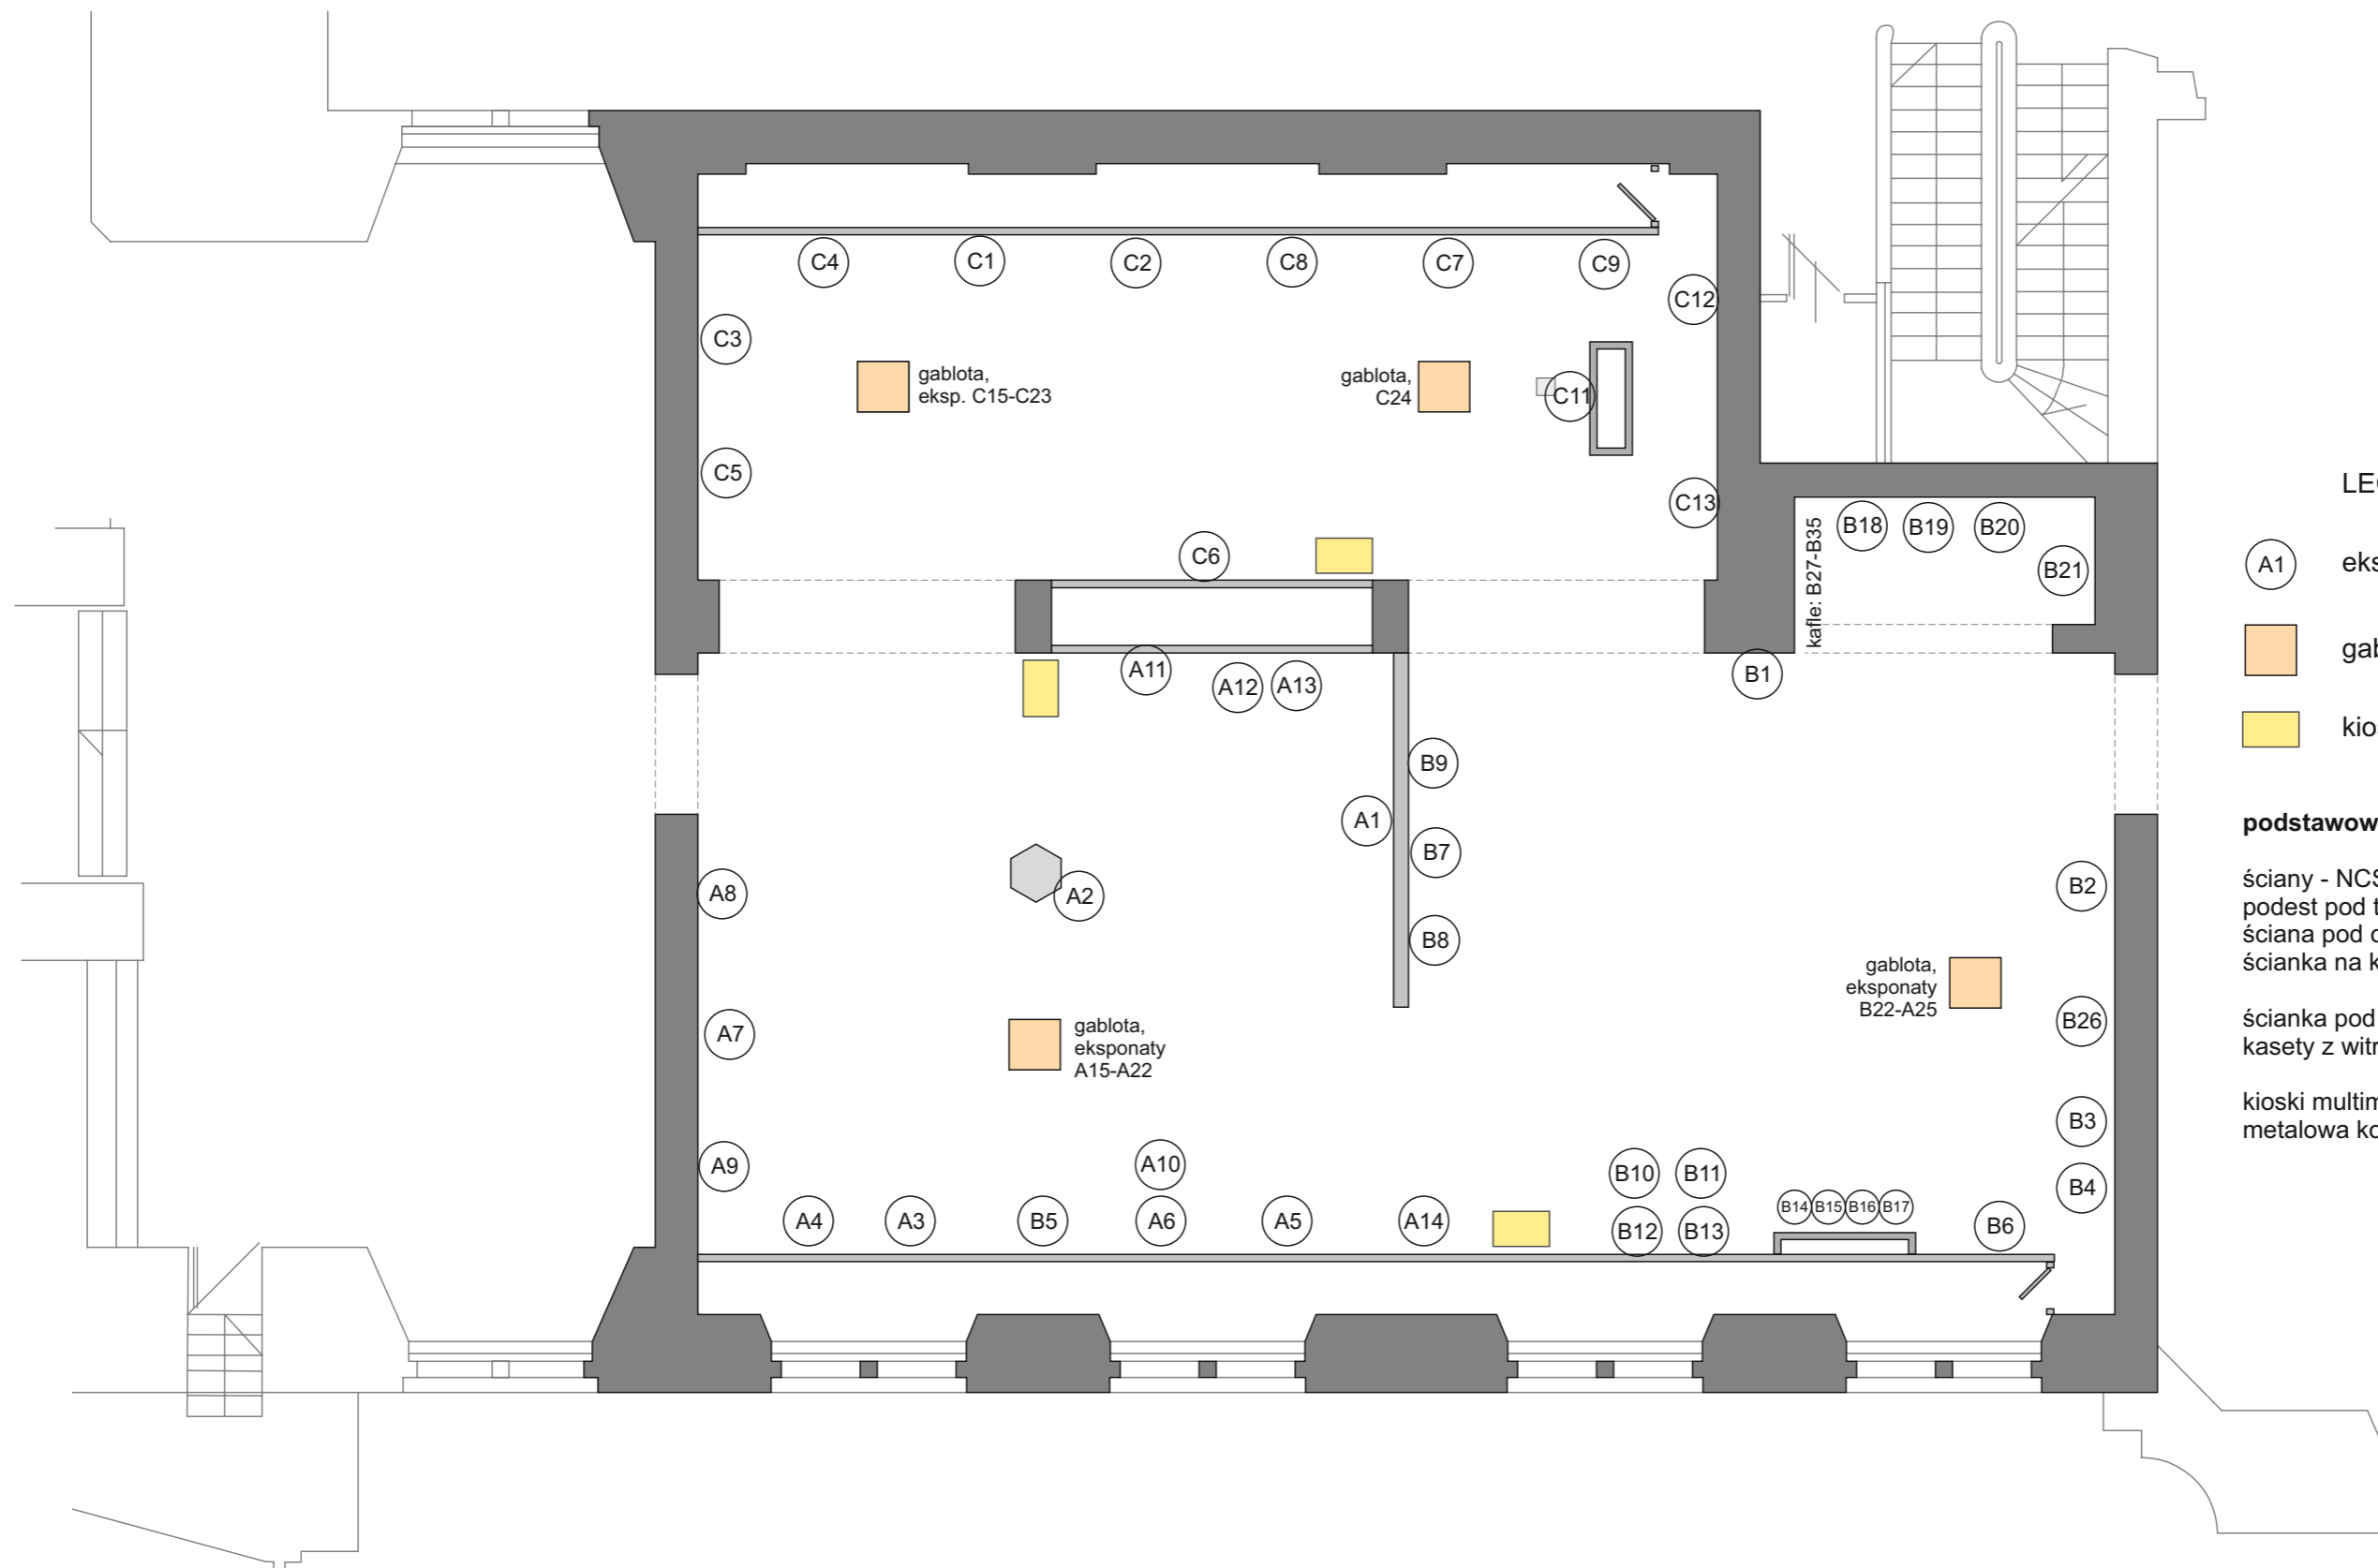 C4
C1
C2
C8
C7
C9
C12
C3
gablota,
eksp. C15-C23
gablota,
C24
C11
C5
C13
C6
kafle: B27-B35
B18
B19
B20
B21
A11
A12
A13
B1
B9
A1
B7
B8
A8
A2
B2
gablota,
eksponaty
B22-A25
A7
gablota,
eksponaty
A15-A22
B26
B3
B4
A9
A10
B10
B11
A4
A3
B5
A6
A5
A14
B12
B13
B14
B15
B16
B17
B6
LE
A1
eks
gab
kio
podstawow
ściany - NCS
podest pod t
ściana pod
ścianka na k
ścianka pod
kasety z witr
kioski multim
metalowa ko